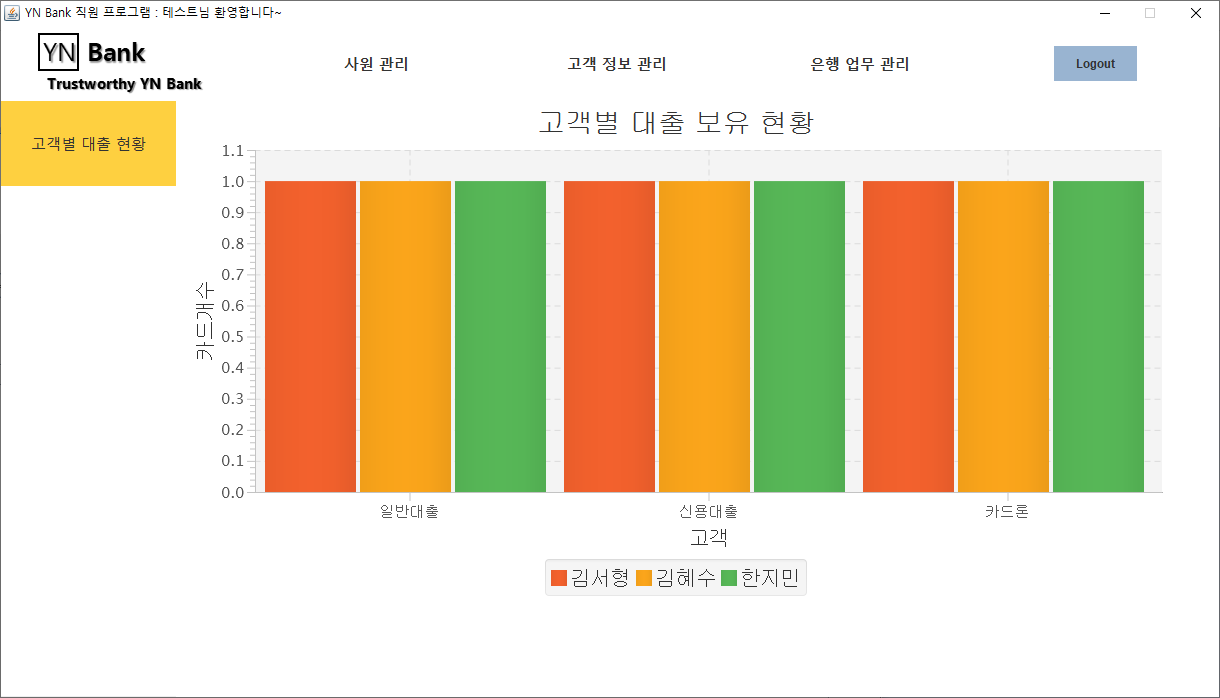 YN Bank 직원 프로그램 : 테스트님 환영합니다~
YN Bank
Trustworthy YN Bank
사원 관리
고객 정보 관리
은행 업무 관리
Logout
고객별 대출 현황
고객별 대출 보유 현황
카드개수
1.1
1.0
0.9
0.8
0.7
0.6
0.5
0.4
0.3
0.2
0.1
0.0
일반대출
신용대출
카드론
고객
김서형 김혜수 한지민